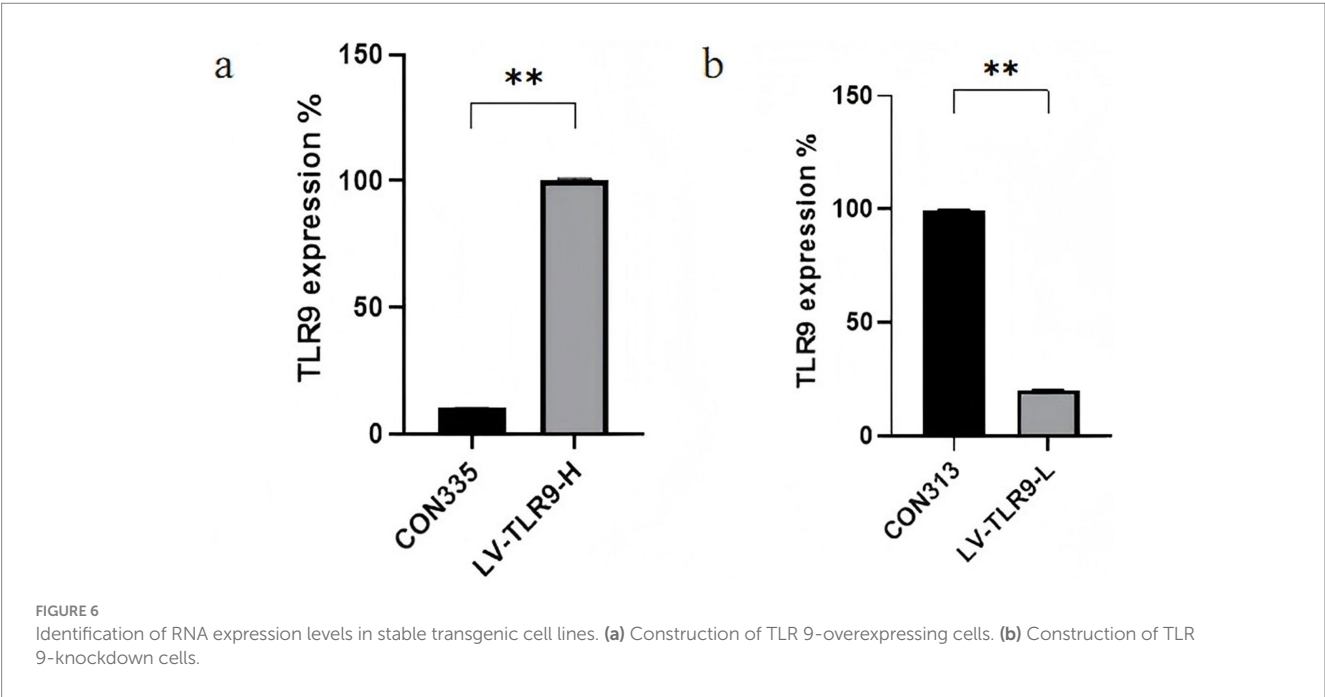 a
150
100
50
0
TLR9 expression %
**
CON335
LV-TLR9-H
b
150
100
50
0
TLR9 expression %
**
CON313
LV-TLR9-L
FIGURE 6
Identification of RNA expression levels in stable transgenic cell lines. (a) Construction of TLR 9-overexpressing cells. (b) Construction of TLR
9-knockdown cells.